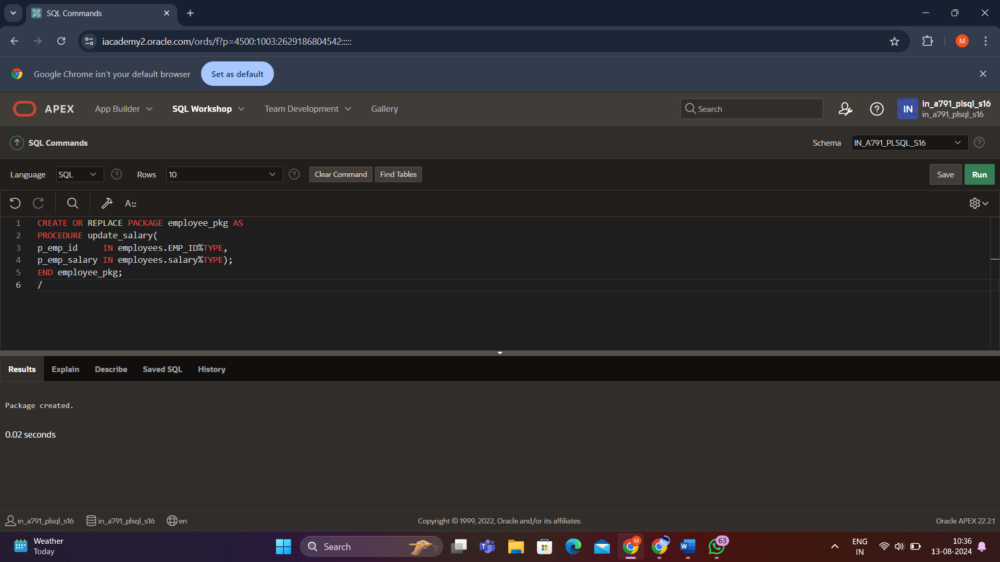 SQL Commands
iacademy2.oracle.com/ords/f?p=4500:1003:2629186804542:::::
M
Google Chrome isn't your default browser
Set as default
APEX
App Builder
SQL Workshop
Team Development
Gallery
Search
IN
in_a791_plsql_s16
in_a791_plsql_s16
SQL Commands
Schema
IN_A791_PLSQL_S16
Language
SQL
Rows
10
Clear Command
Find Tables
Save
Run
A::
1 CREATE OR REPLACE PACKAGE employee_pkg AS
2 PROCEDURE update_salary(
3 p_emp_id     IN employees.EMP_ID%TYPE,
4 p_emp_salary IN employees.salary%TYPE);
5 END employee_pkg;
6 /
Results
Explain
Describe
Saved SQL
History
Package created.
0.02 seconds
in_a791_plsql_s16
in_a791_plsql_s16
en
Copyright © 1999, 2022, Oracle and/or its affiliates.
Oracle APEX 22.2.1
Weather
Today
Search
M
W
63
ENG
IN
10:36
13-08-2024